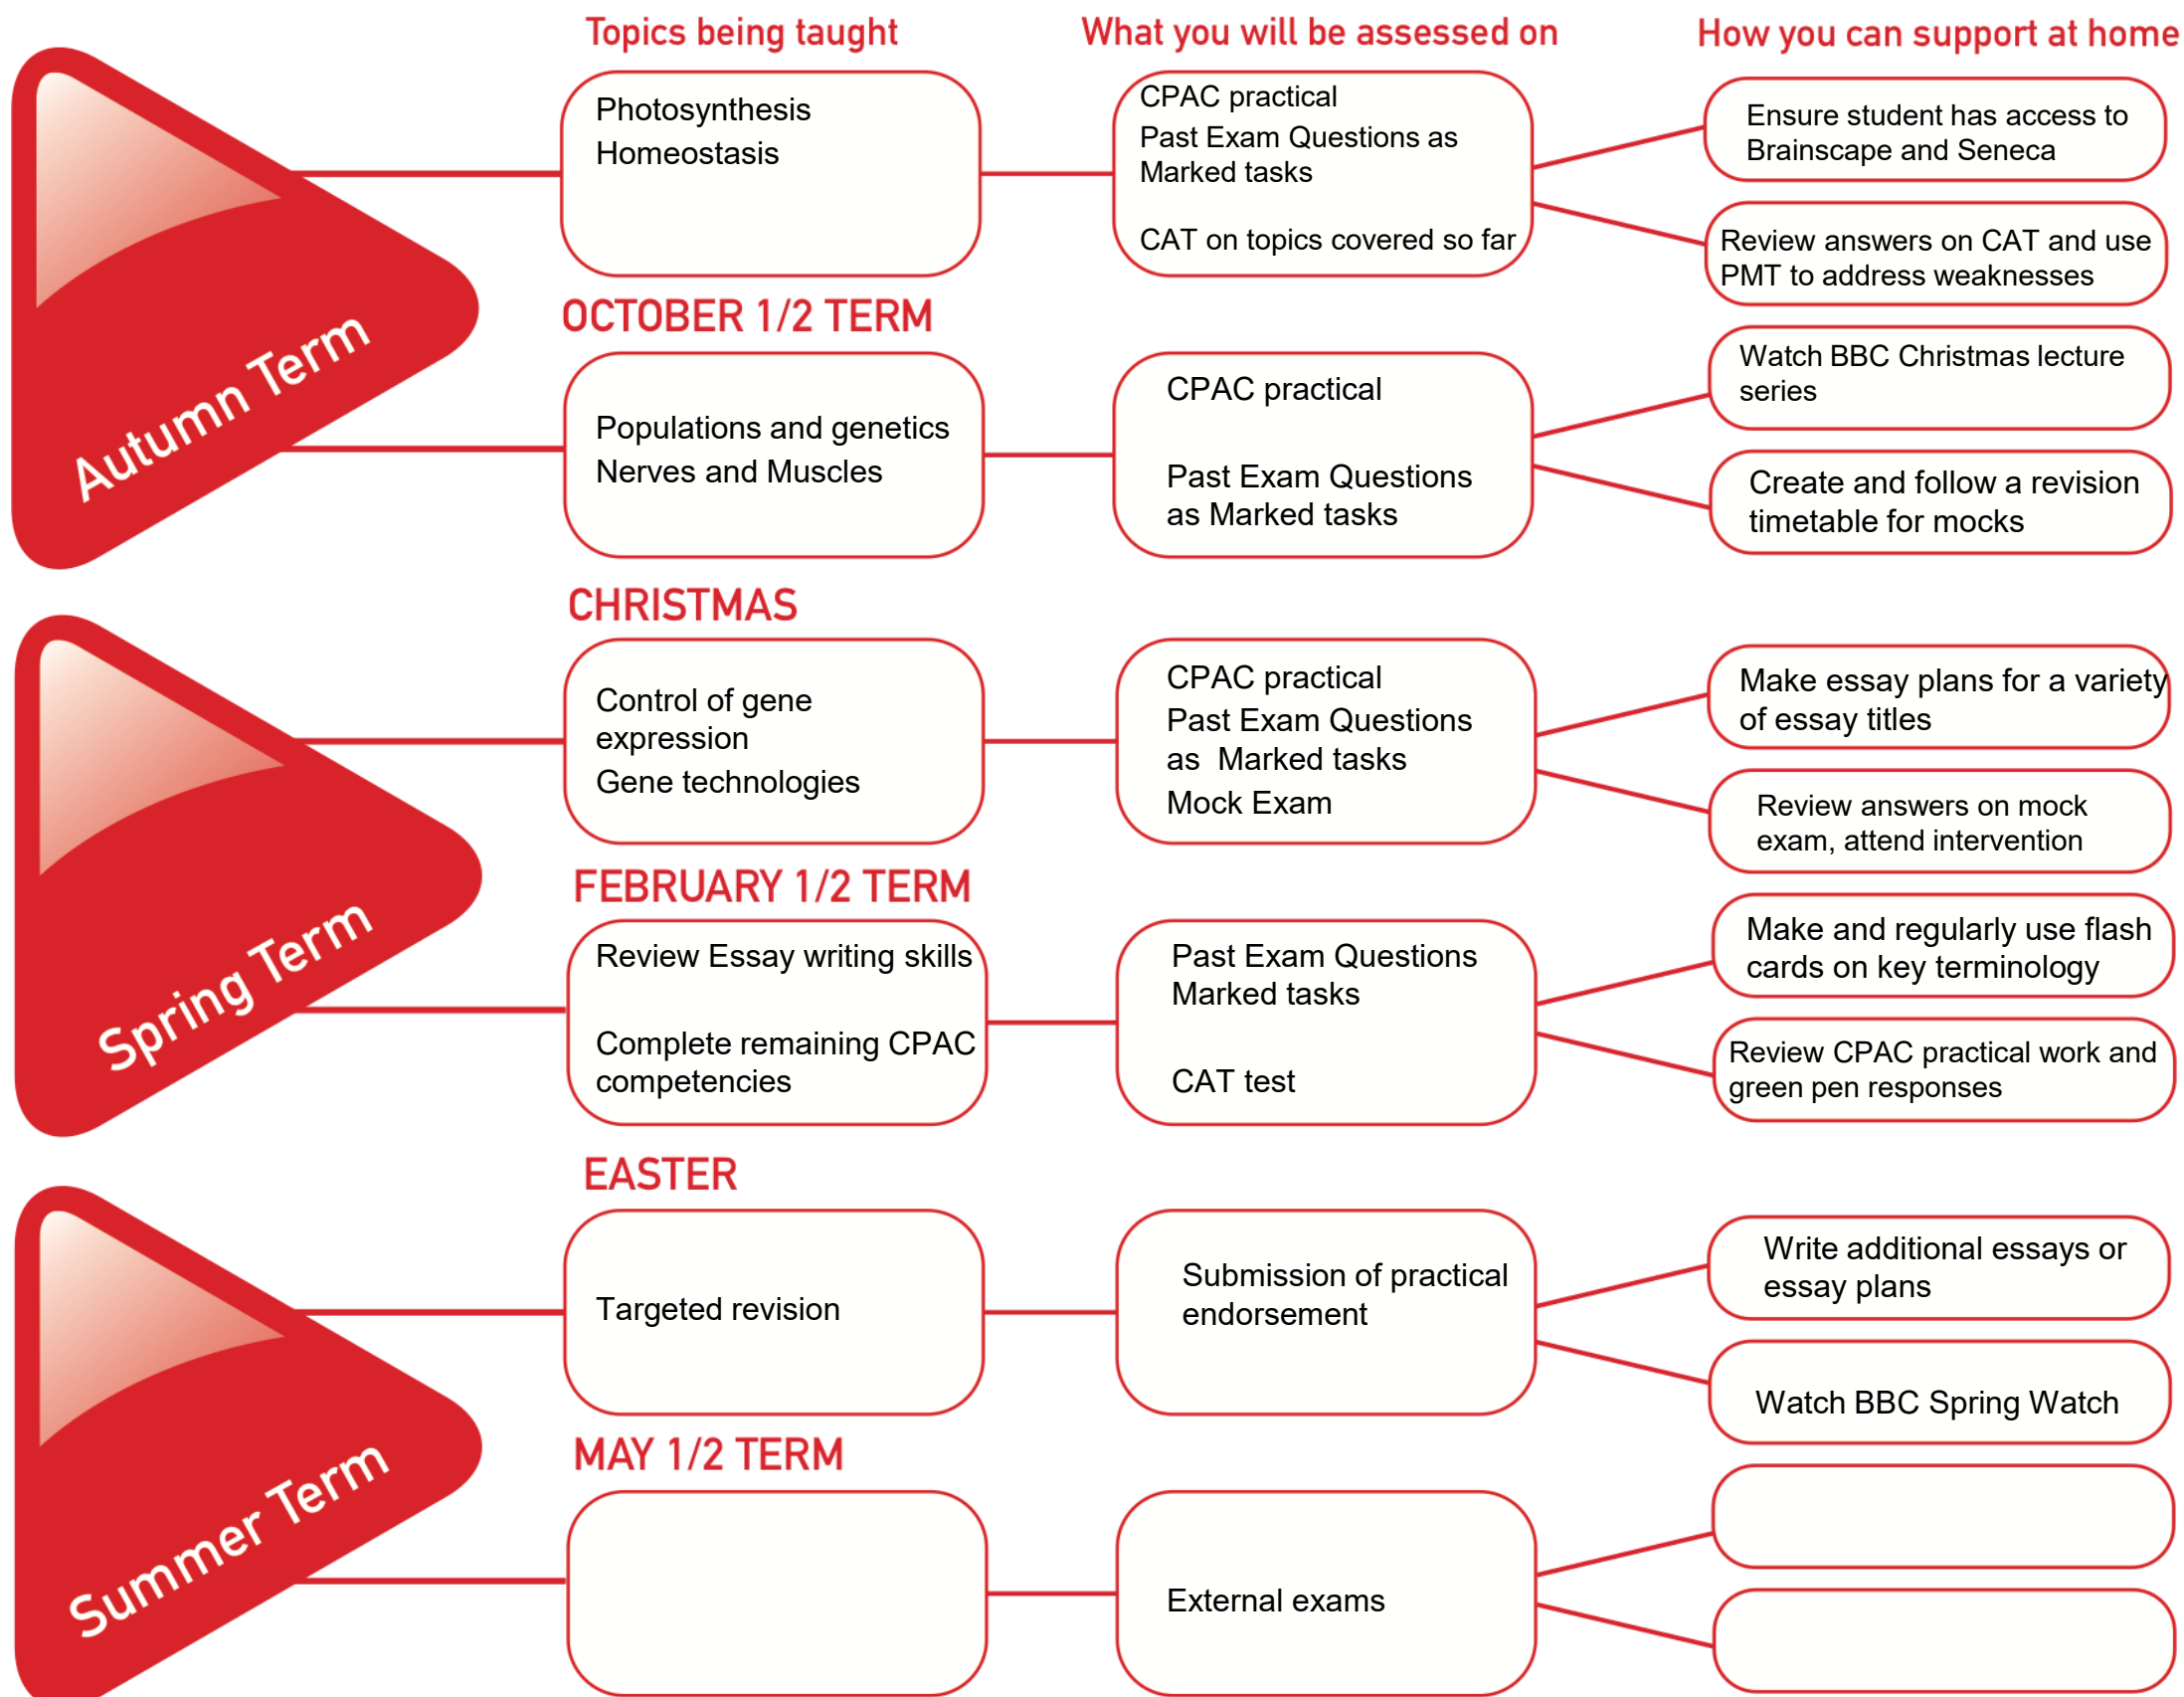 Topics being taught
What you will be assessed on
How you can support at home
Autumn Term
Photosynthesis
Homeostasis
CPAC practical
Past Exam Questions as
Marked tasks
CAT on topics covered so far
Ensure student has access to
Brainscape and Seneca
Review answers on CAT and use
PMT to address weaknesses
OCTOBER 1/2 TERM
Populations and genetics
Nerves and Muscles
CPAC practical
Past Exam Questions
as Marked tasks
Watch BBC Christmas lecture
series
Create and follow a revision
timetable for mocks
CHRISTMAS
Spring Term
Control of gene
expression
Gene technologies
CPAC practical
Past Exam Questions
as  Marked tasks
Mock Exam
Make essay plans for a variety
of essay titles
Review answers on mock
exam, attend intervention
FEBRUARY 1/2 TERM
Review Essay writing skills
Complete remaining CPAC
competencies
Past Exam Questions
Marked tasks
CAT test
Make and regularly use flash
cards on key terminology
Review CPAC practical work and
green pen responses
EASTER
Summer Term
Targeted revision
Submission of practical
endorsement
Write additional essays or
essay plans
Watch BBC Spring Watch
MAY 1/2 TERM
External exams